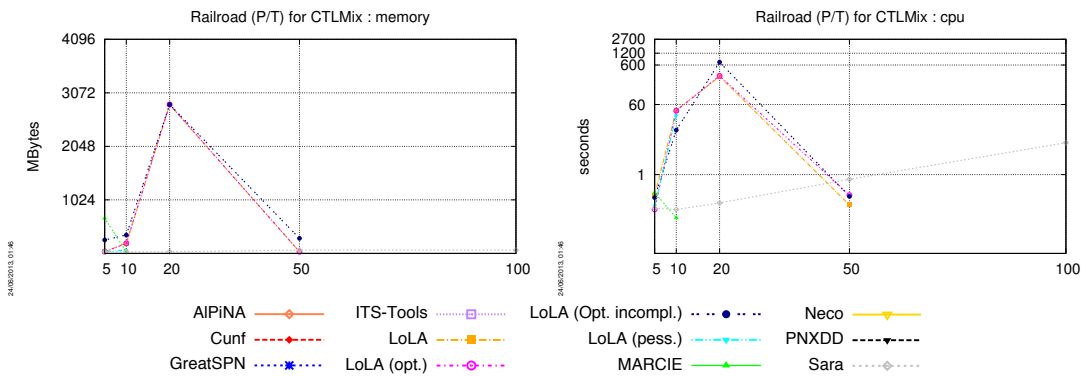 Railroad (P/T) for CTLMix : memory
4096
3072
2048
1024
MBytes
5 10 20 50 100
24/06/2013, 01:46
Railroad (P/T) for CTLMix : cpu
2700
1200
600
60
1
seconds
5 10 20 50 100
24/06/2013, 01:46
AlPiNA ITS-Tools LoLA (Opt. incompl.) Neco
Cunf LoLA LoLA (pess.) PNXDD
GreatSPN LoLA (opt.) MARCIE Sara